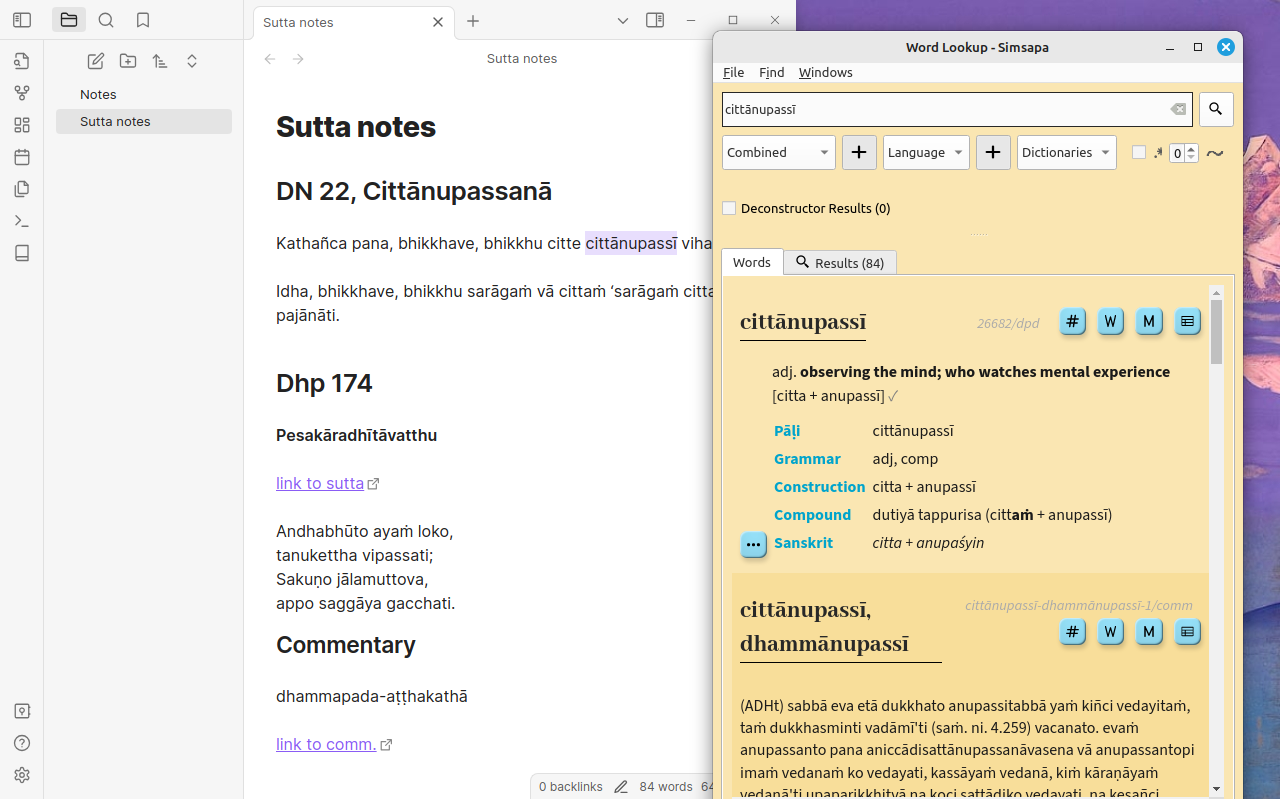 Sutta notes
Sutta notes
Notes
Sutta notes
Sutta notes
DN 22, Cittānupassanā
Kathañca pana, bhikkhave, bhikkhu citte cittānupassī viha
Idha, bhikkhave, bhikkhu sarāgaṁ vā cittaṁ ‘sarāgaṁ citta
pajānāti.
Dhp 174
Pesakāradhītāvatthu
link to sutta
Andhabhūto ayaṁ loko,
tanukettha vipassati;
Sakuṇo jālamuttova,
appo saggāya gacchati.
Commentary
dhammapada-aṭṭhakathā
link to comm.
0 backlinks 84 words 64
Word Lookup - Simsapa
File Find Windows
cittānupassī
Combined + Language + Dictionaries .* 0
Deconstructor Results (0)
Words Results (84)
cittānupassī 26682/dpd # W M
adj. observing the mind; who watches mental experience
[citta + anupassī] ✓
Pāḷi cittānupassī
Grammar adj, comp
Construction citta + anupassī
Compound dutiyā tappurisa (cittaṁ + anupassī)
Sanskrit citta + anupaśyin
cittānupassī, cittānupassī-dhammānupassī-1/comm
dhammānupassī # W M
(ADHt) sabbā eva etā dukkhato anupassitabbā yaṁ kiñci vedayitaṁ,
taṁ dukkhasminti vadāmī'ti (saṁ. ni. 4.259) vacanato. evaṁ
anupassanto pana aniccādisattānupassanāvasena vā anupassantopi
imaṁ vedanaṁ ko vedayati, kassāyaṁ vedanā, kiṁ kāraṇāyaṁ
vedanā'ti upaparikkhitvā na koci sattādiko vedayati, na kesañci